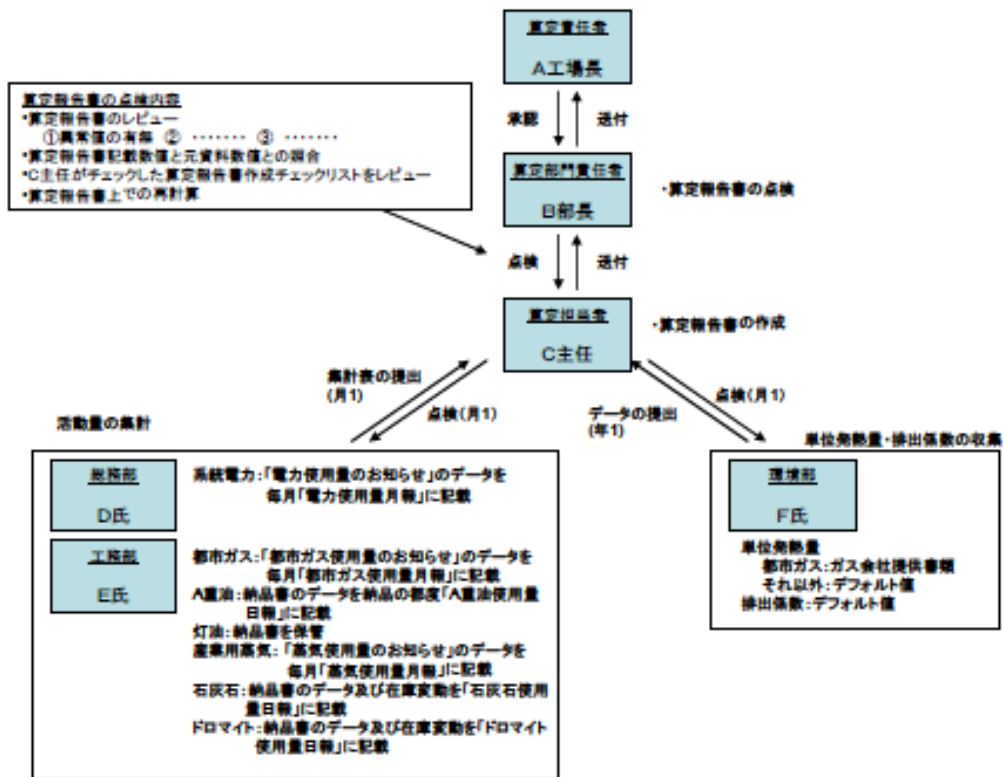 算定責任者
A工場長
承認
送付
算定報告書の点検内容
・算定報告書のレビュー
①異常値の有無 ② ・・・・・・・ ③ ・・・・・・・
・算定報告書記載数値と元資料数値との照合
・C主任がチェックした算定報告書作成チェックリストをレビュー
・算定報告書上での再計算
算定部門責任者
B部長
・算定報告書の点検
点検
送付
算定担当者
C主任
・算定報告書の作成
集計表の提出
(月1)
点検(月1)
データの提出
(年1)
点検(月1)
活動量の集計
総務部
D氏
系統電力:「電力使用量のお知らせ」のデータを
毎月「電力使用量月報」に記載
工務部
E氏
都市ガス:「都市ガス使用量のお知らせ」のデータを
毎月「都市ガス使用量月報」に記載
A重油:納品書のデータを納品の都度「A重油使用量
日報」に記載
灯油:納品書を保管
産業用蒸気:「蒸気使用量のお知らせ」のデータを
毎月「蒸気使用量月報」に記載
石灰石:納品書のデータ及び在庫変動を「石灰石使用
量日報」に記載
ドロマイト:納品書のデータ及び在庫変動を「ドロマイト
使用量日報」に記載
単位発熱量・排出係数の収集
環境部
F氏
単位発熱量
都市ガス:ガス会社提供書類
それ以外:デフォルト値
排出係数:デフォルト値